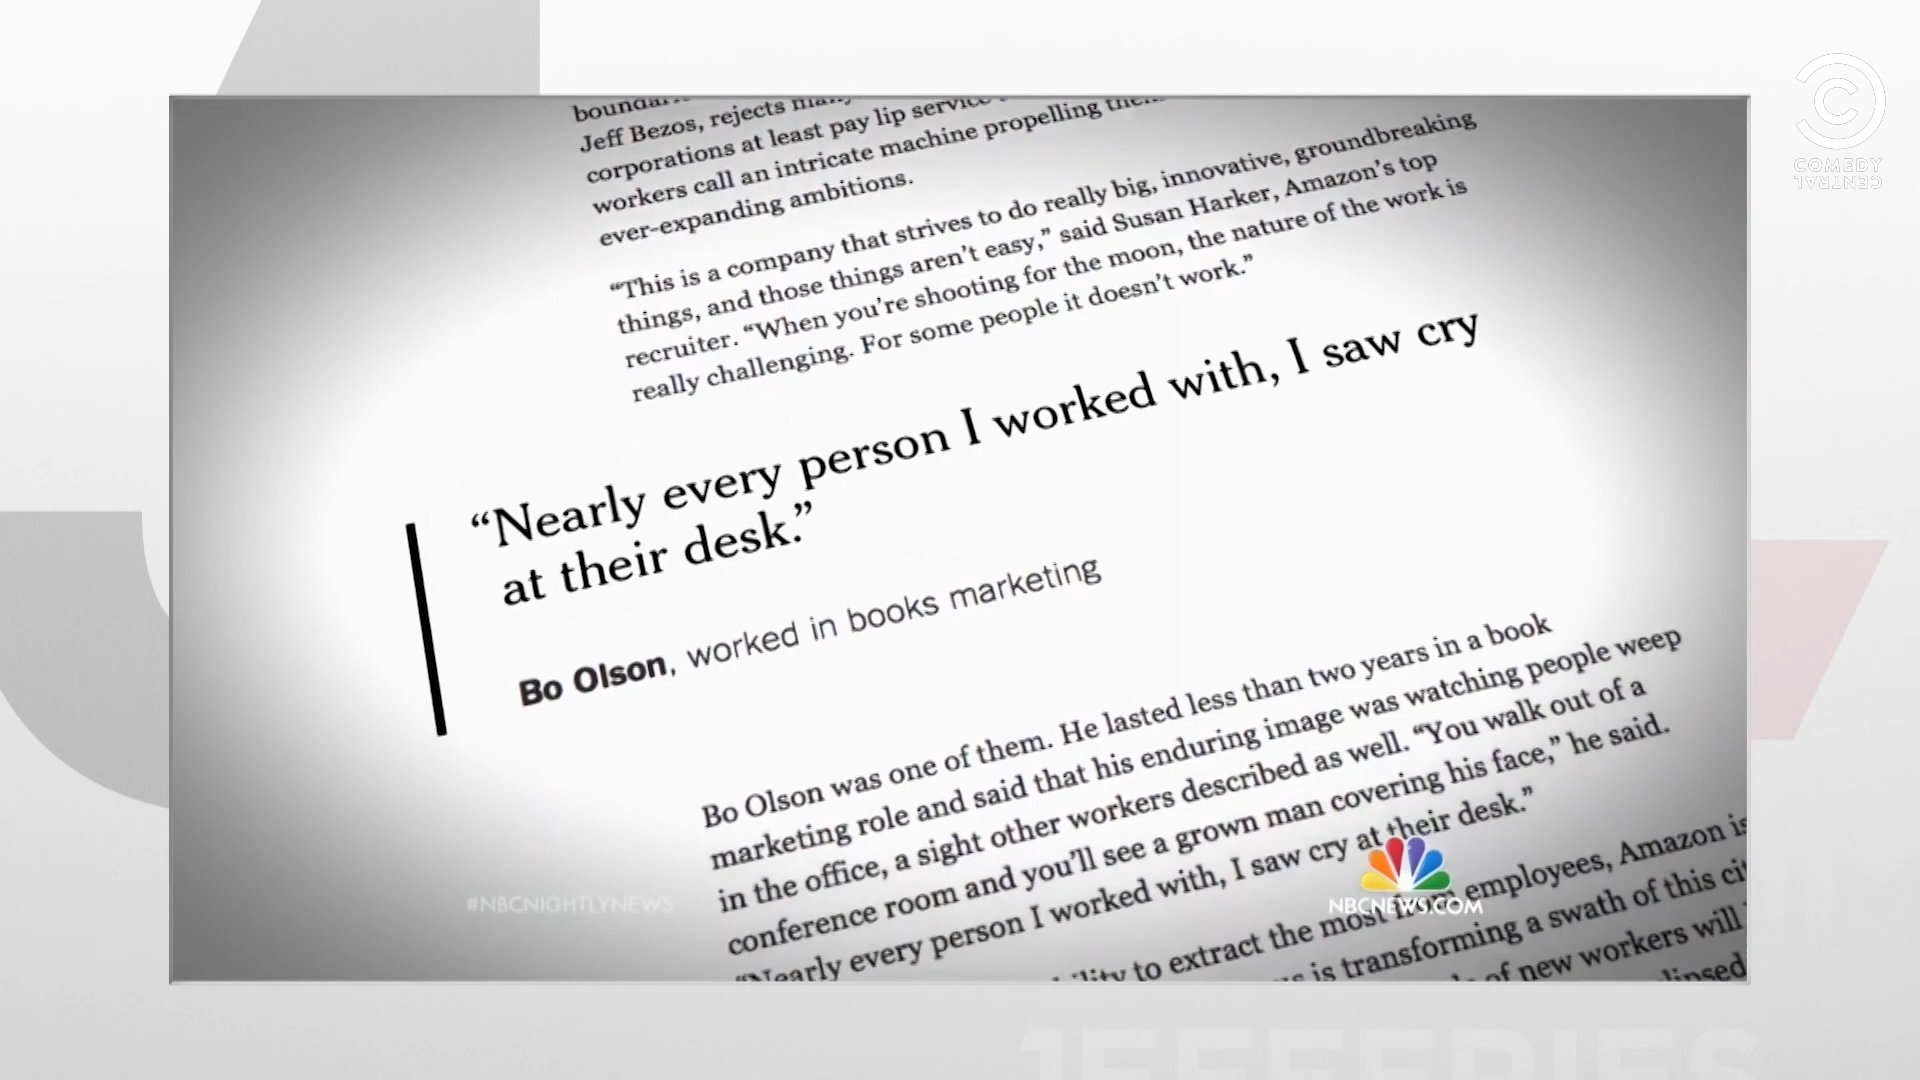 COMEDY
CENTRAL
Jeff Bezos, rejects many
corporations at least pay lip service
workers call an intricate machine propelling them
ever-expanding ambitions.
“This is a company that strives to do really big, innovative, groundbreaking
things, and those things aren’t easy,” said Susan Harker, Amazon’s top
recruiter. “When you’re shooting for the moon, the nature of the work is
really challenging. For some people it doesn’t work.”
“Nearly every person I worked with, I saw cry
at their desk.”
Bo Olson, worked in books marketing
Bo Olson was one of them. He lasted less than two years in a book
marketing role and said that his enduring image was watching people weep
in the office, a sight other workers described as well. “You walk out of a
conference room and you’ll see a grown man covering his face,” he said.
“Nearly every person I worked with, I saw cry at their desk.”
to extract the most from employees, Amazon is
is transforming a swath of this
of new workers will
#NBCNIGHTLYNEWS
NBCNEWS.COM
JEFFERIES